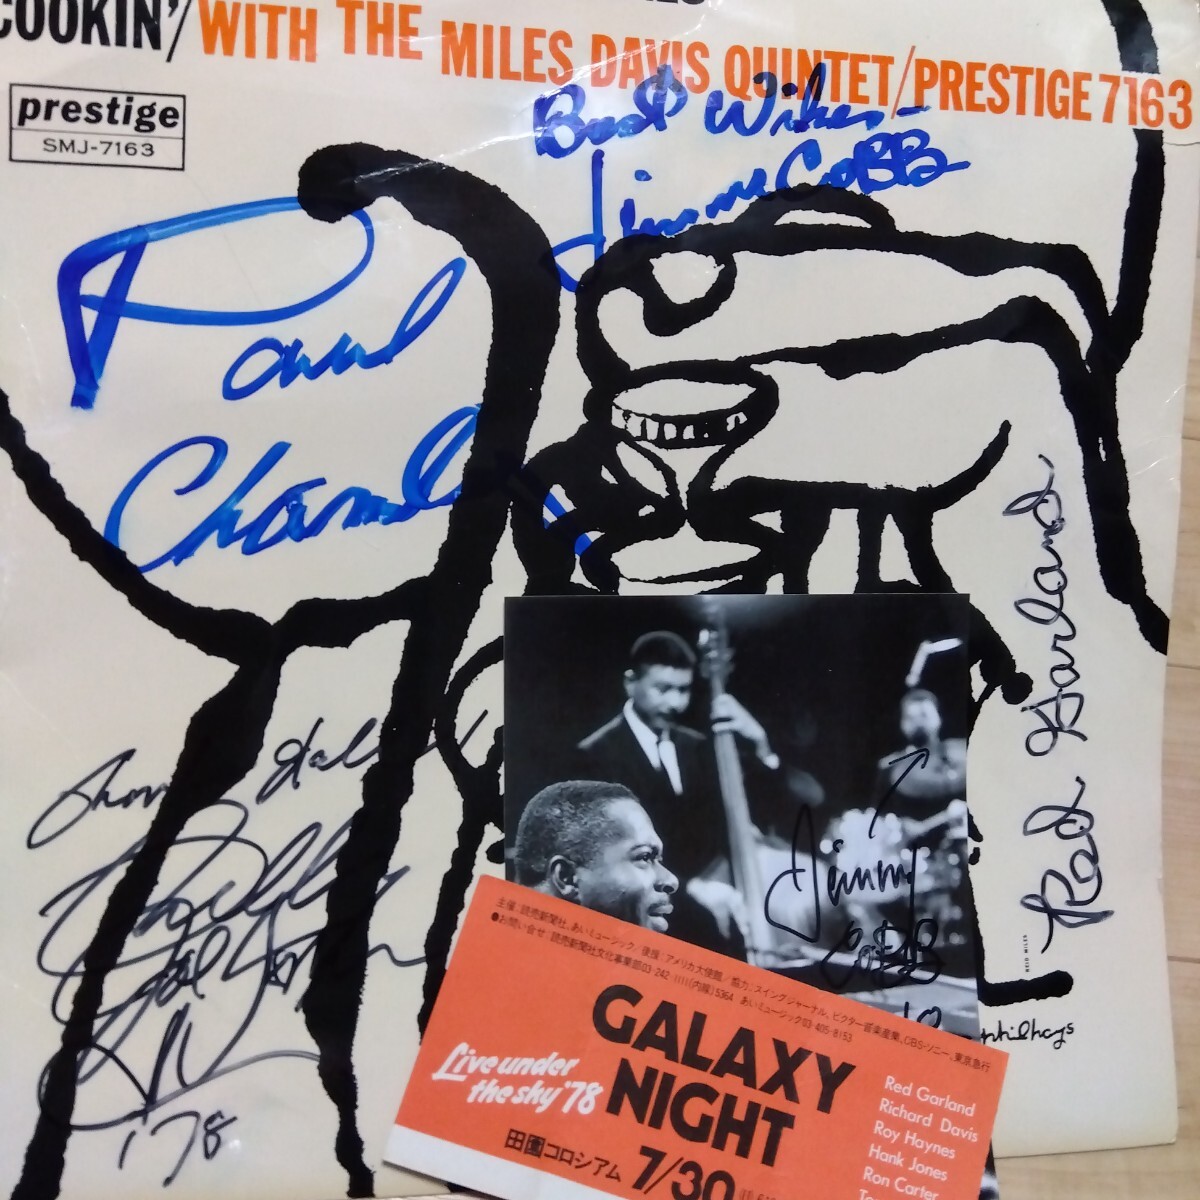 COOKIN'/WITH THE MILES DAVIS QUINTET/PRESTIGE 7163
prestige
SMJ-7163
Best Wishes-
Jimmy COBB
Paul
Chamb
Red Garland
REID MILES
Philly
Joe Jones
'78
Jimmy
COBB
philhays
主催:読売新聞社、あいミュージック/後援:アメリカ大使館/協力:スイングジャーナル、ビクター音楽産業、CBS・ソニー、東京急行
●お問い合せ:読売新聞社文化事業部03-242-1111(内線)5364 あいミュージック03-405-8153
GALAXY
NIGHT
Live under
the sky '78
田園コロシアム 7/30
Red Garland
Richard Davis
Roy Haynes
Hank Jones
Ron Carter